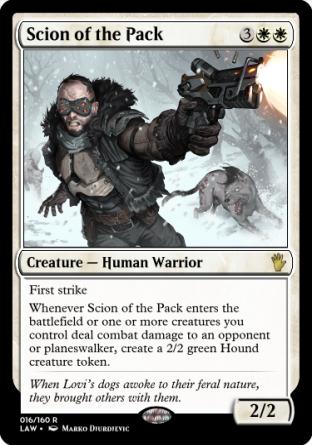 Scion of the Pack 3
Creature — Human Warrior
First strike
Whenever Scion of the Pack enters the
battlefield or one or more creatures you
control deal combat damage to an opponent
or planeswalker, create a 2/2 green Hound
creature token.
When Lovi's dogs awoke to their feral nature,
they brought others with them.
2/2
016/160 R
LAW • Marko Djurdjevic